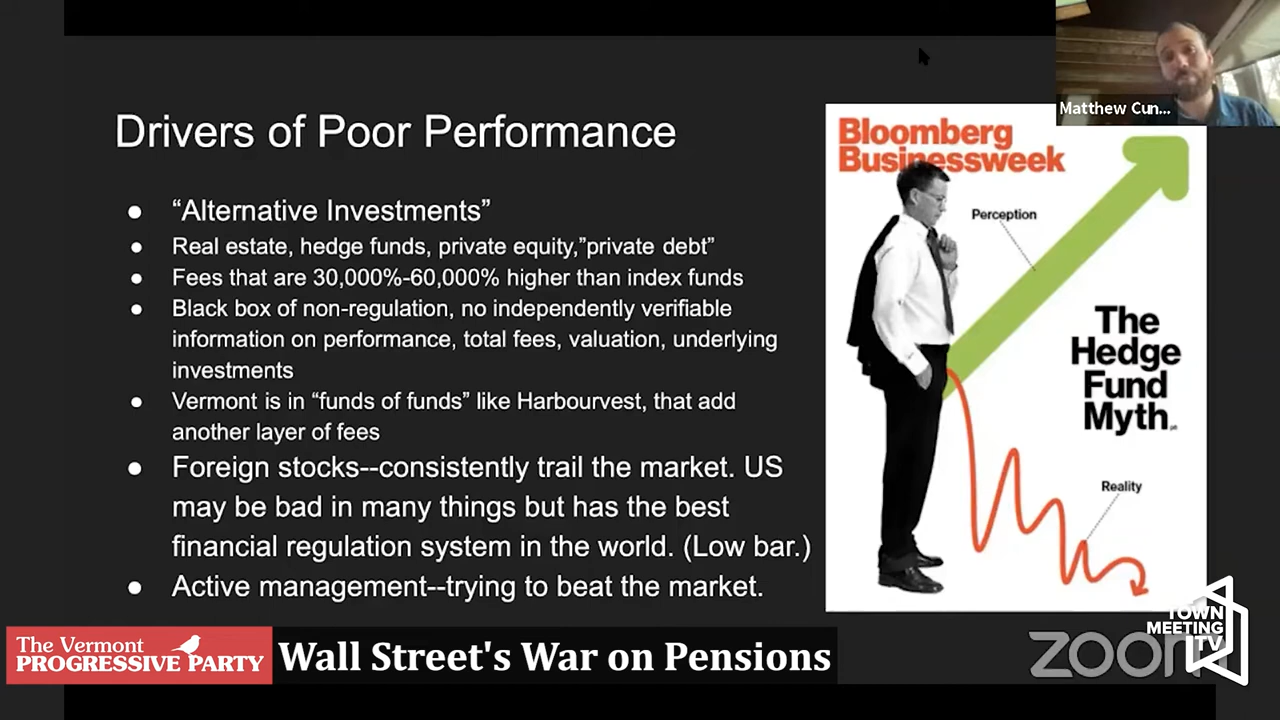 Matthew Cun...
Drivers of Poor Performance
● “Alternative Investments”
● Real estate, hedge funds, private equity,”private debt”
● Fees that are 30,000%-60,000% higher than index funds
● Black box of non-regulation, no independently verifiable
information on performance, total fees, valuation, underlying
investments
● Vermont is in “funds of funds” like Harbourvest, that add
another layer of fees
● Foreign stocks--consistently trail the market. US
may be bad in many things but has the best
financial regulation system in the world. (Low bar.)
● Active management--trying to beat the market.
Bloomberg
Businessweek
Perception
The
Hedge
Fund
Myth
Reality
The Vermont
PROGRESSIVE PARTY
Wall Street's War on Pensions
zoom
TOWN
MEETING
TV